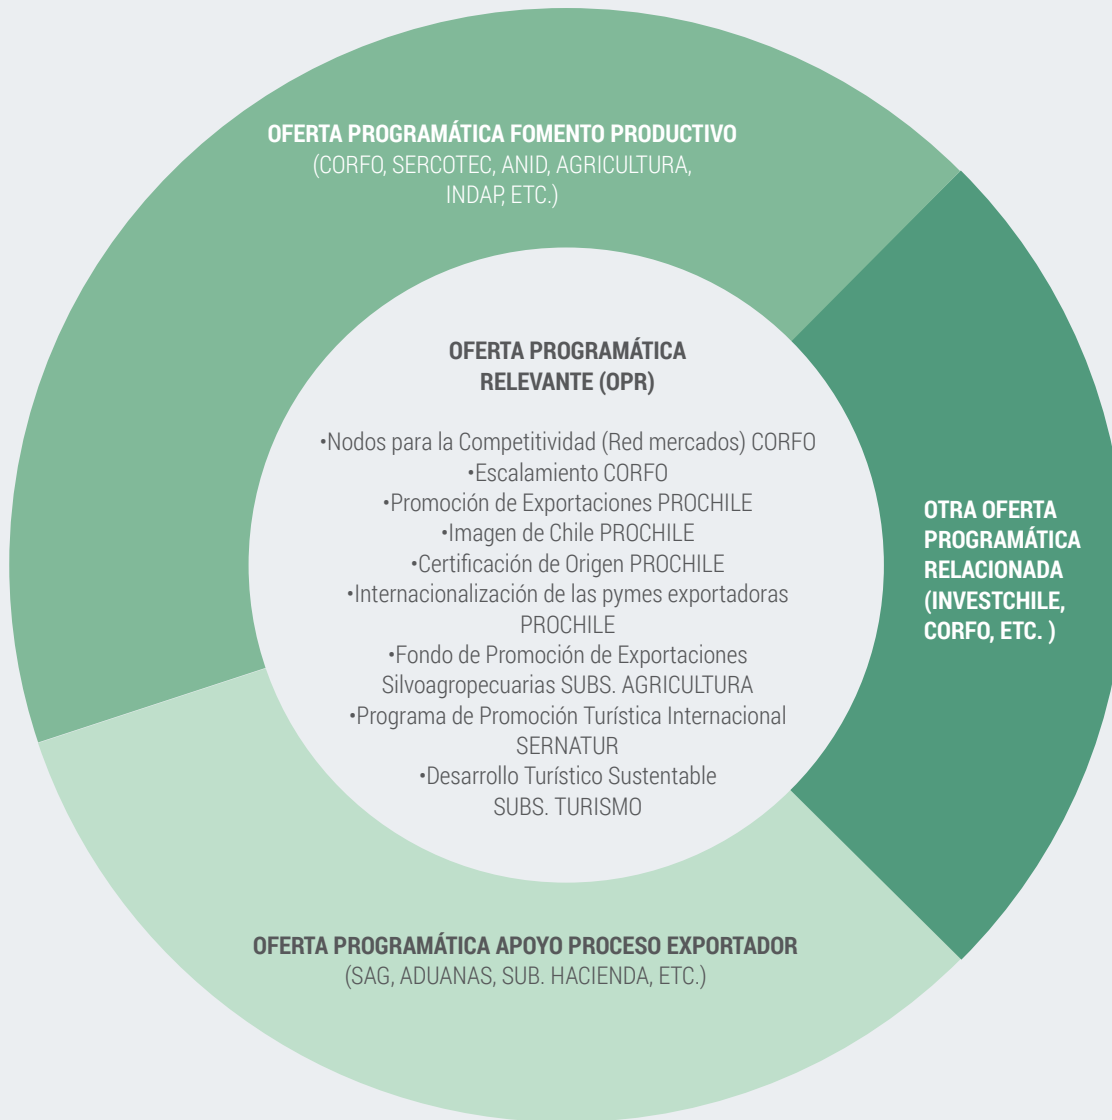 OFERTA PROGRAMÁTICA FOMENTO PRODUCTIVO
(CORFO, SERCOTEC, ANID, AGRICULTURA,
INDAP, ETC.)
OFERTA PROGRAMÁTICA
RELEVANTE (OPR)
•Nodos para la Competitividad (Red mercados) CORFO
•Escalamiento CORFO
•Promoción de Exportaciones PROCHILE
•Imagen de Chile PROCHILE
•Certificación de Origen PROCHILE
•Internacionalización de las pymes exportadoras
PROCHILE
•Fondo de Promoción de Exportaciones
Silvoagropecuarias SUBS. AGRICULTURA
•Programa de Promoción Turística Internacional
SERNATUR
•Desarrollo Turístico Sustentable
SUBS. TURISMO
OTRA OFERTA
PROGRAMÁTICA
RELACIONADA
(INVESTCHILE,
CORFO, ETC. )
OFERTA PROGRAMÁTICA APOYO PROCESO EXPORTADOR
(SAG, ADUANAS, SUB. HACIENDA, ETC.)